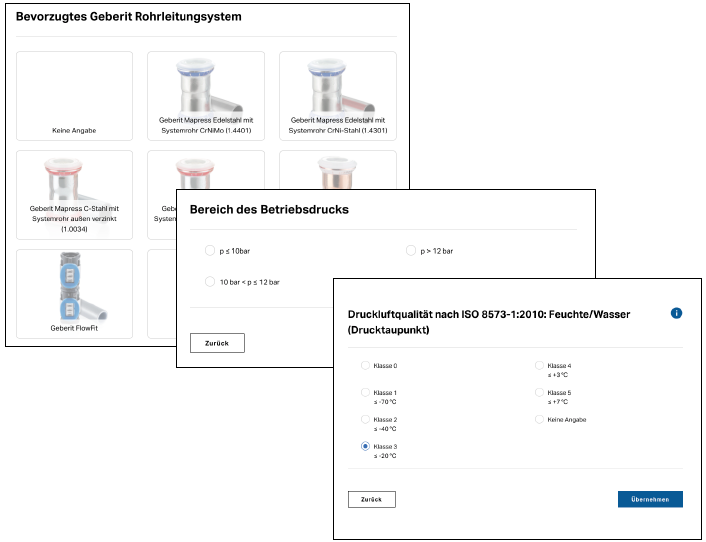 Bevorzugtes Geberit Rohrleitungsystem
Keine Angabe
Geberit Mapress Edelstahl mit
Systemrohr CrNiMo (1.4401)
Geberit Mapress Edelstahl mit
Systemrohr CrNi-Stahl (1.4301)
Geberit Mapress C-Stahl mit
Systemrohr außen verzinkt
(1.0034)
Geberit FlowFit
Bereich des Betriebsdrucks
p ≤ 10bar
p > 12 bar
10 bar < p ≤ 12 bar
Zurück
Druckluftqualität nach ISO 8573-1:2010: Feuchte/Wasser
(Drucktaupunkt)
Klasse 0
Klasse 1
≤ -70 °C
Klasse 2
≤ -40 °C
Klasse 3
≤ -20 °C
Klasse 4
≤ +3 °C
Klasse 5
≤ +7 °C
Keine Angabe
Zurück
Übernehmen